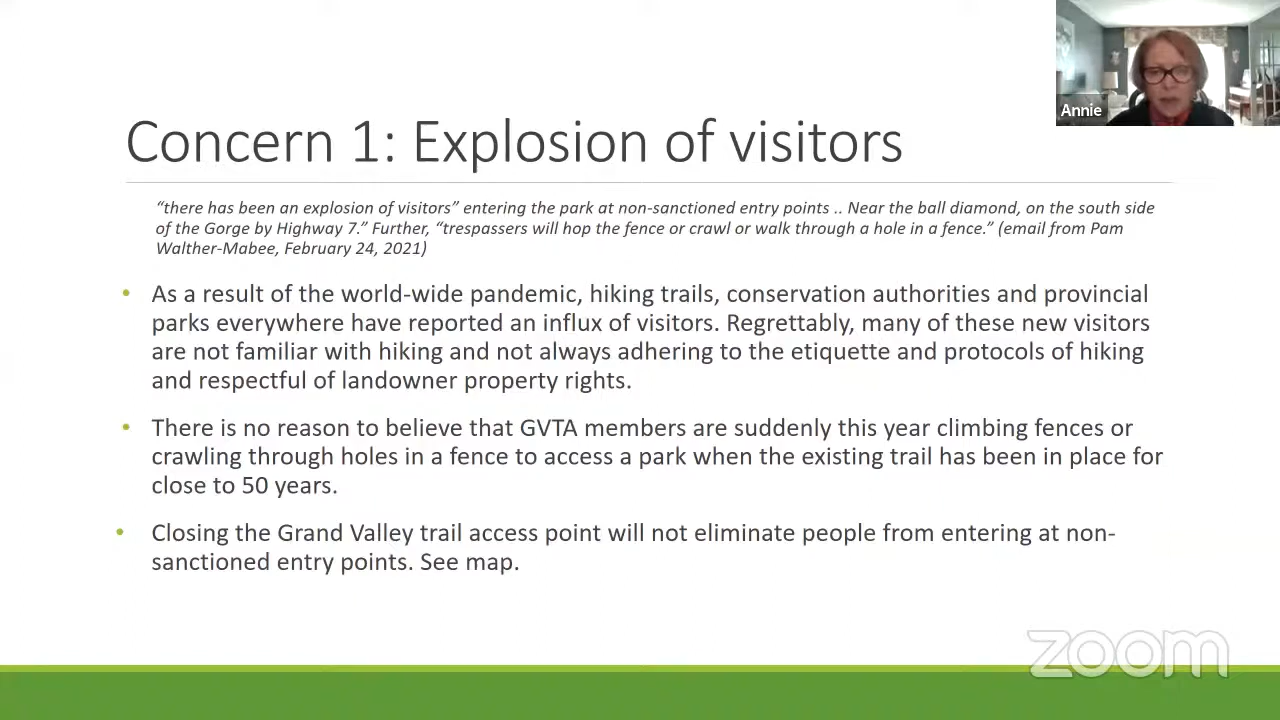 Annie
Concern 1: Explosion of visitors
“there has been an explosion of visitors” entering the park at non-sanctioned entry points .. Near the ball diamond, on the south side
of the Gorge by Highway 7.” Further, “trespassers will hop the fence or crawl or walk through a hole in a fence.” (email from Pam
Walther-Mabee, February 24, 2021)
• As a result of the world-wide pandemic, hiking trails, conservation authorities and provincial
parks everywhere have reported an influx of visitors. Regrettably, many of these new visitors
are not familiar with hiking and not always adhering to the etiquette and protocols of hiking
and respectful of landowner property rights.
• There is no reason to believe that GVTA members are suddenly this year climbing fences or
crawling through holes in a fence to access a park when the existing trail has been in place for
close to 50 years.
• Closing the Grand Valley trail access point will not eliminate people from entering at non-
sanctioned entry points. See map.
zoom